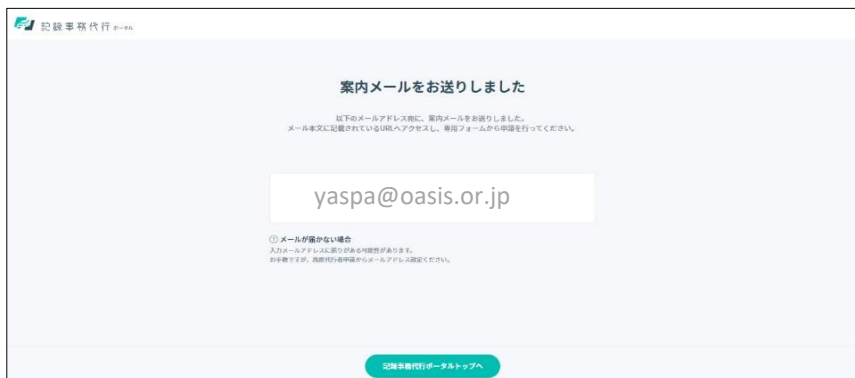 記録事務代行 ポータル
案内メールをお送りしました
以下のメールアドレス宛に、案内メールをお送りしました。
メール本文に記載されているURLへアクセスし、専用フォームから申請を行ってください。
yaspa@oasis.or.jp
メールが届かない場合
入力メールアドレスに誤りがある可能性があります。
お手数ですが、再度代行者申請からメールアドレス確定ください。
記録事務代行ポータルトップへ